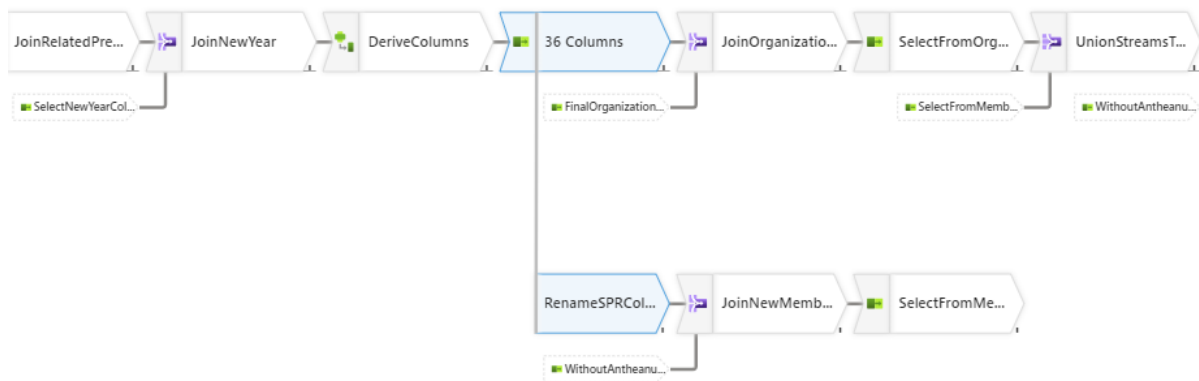 JoinRelatedPre...
JoinNewYear
DeriveColumns
36 Columns
JoinOrganizatio...
SelectFromOrg...
UnionStreamsT...
SelectNewYearCol...
FinalOrganization...
SelectFromMemb...
WithoutAntheanu...
RenameSPRCol...
JoinNewMemb...
SelectFromMe...
WithoutAntheanu...